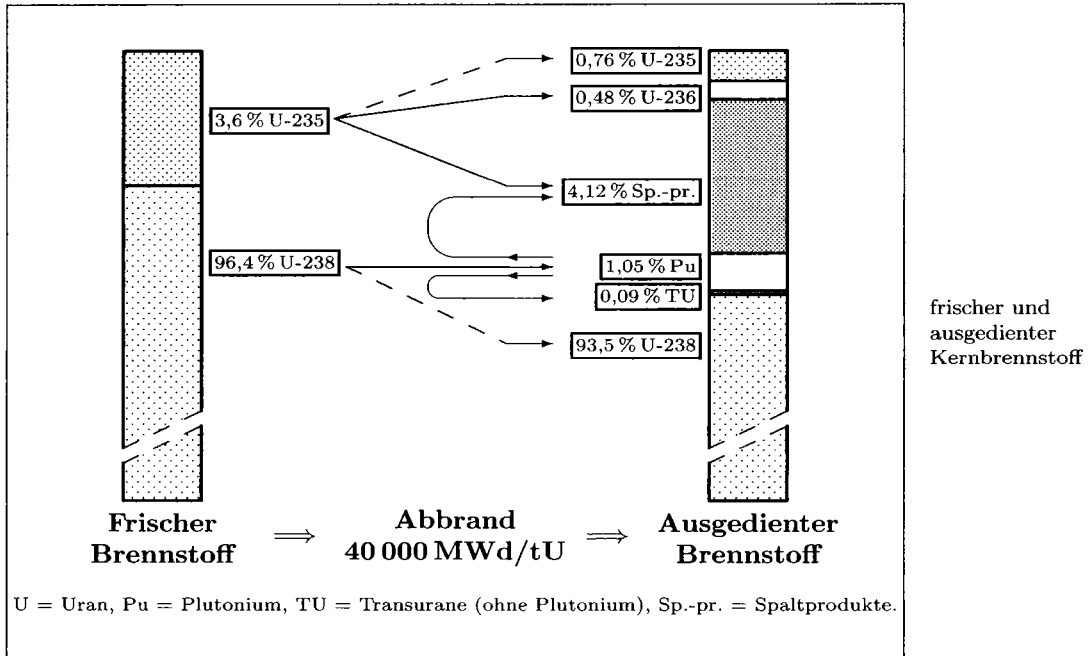 3,6 % U-235
96,4 % U-238
0,76 % U-235
0,48 % U-236
4,12 % Sp.-pr.
1,05 % Pu
0,09 % TU
93,5 % U-238
Frischer
Brennstoff
⟹
Abbrand
40 000 MWd/tU
⟹
Ausgedienter
Brennstoff
U = Uran, Pu = Plutonium, TU = Transurane (ohne Plutonium), Sp.-pr. = Spaltprodukte.
frischer und
ausgedienter
Kernbrennstoff